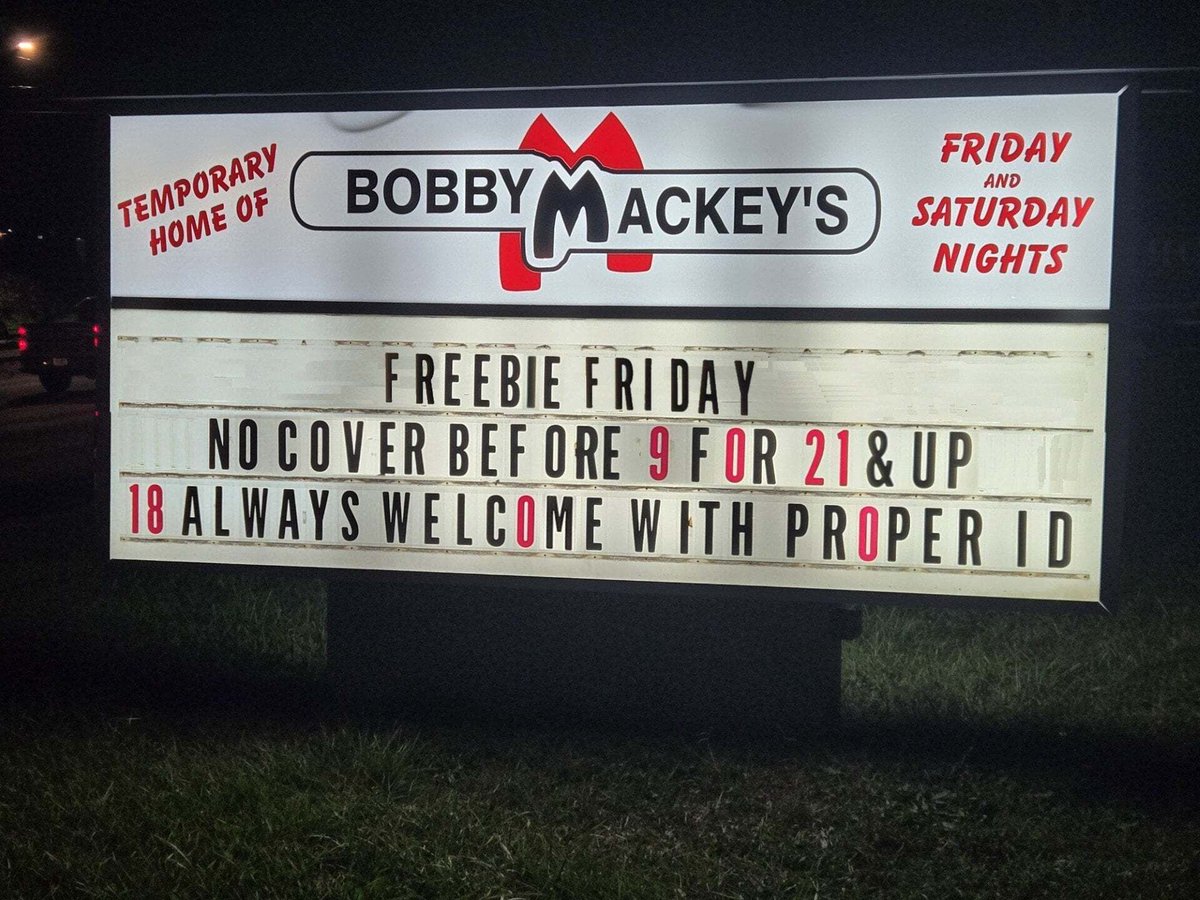 TEMPORARY
HOME OF
BOBBY MACKEY'S
FRIDAY
AND
SATURDAY
NIGHTS
FREEBIE FRIDAY
NO COVER BEFORE 9 FOR 21 & UP
18 ALWAYS WELCOME WITH PROPER ID